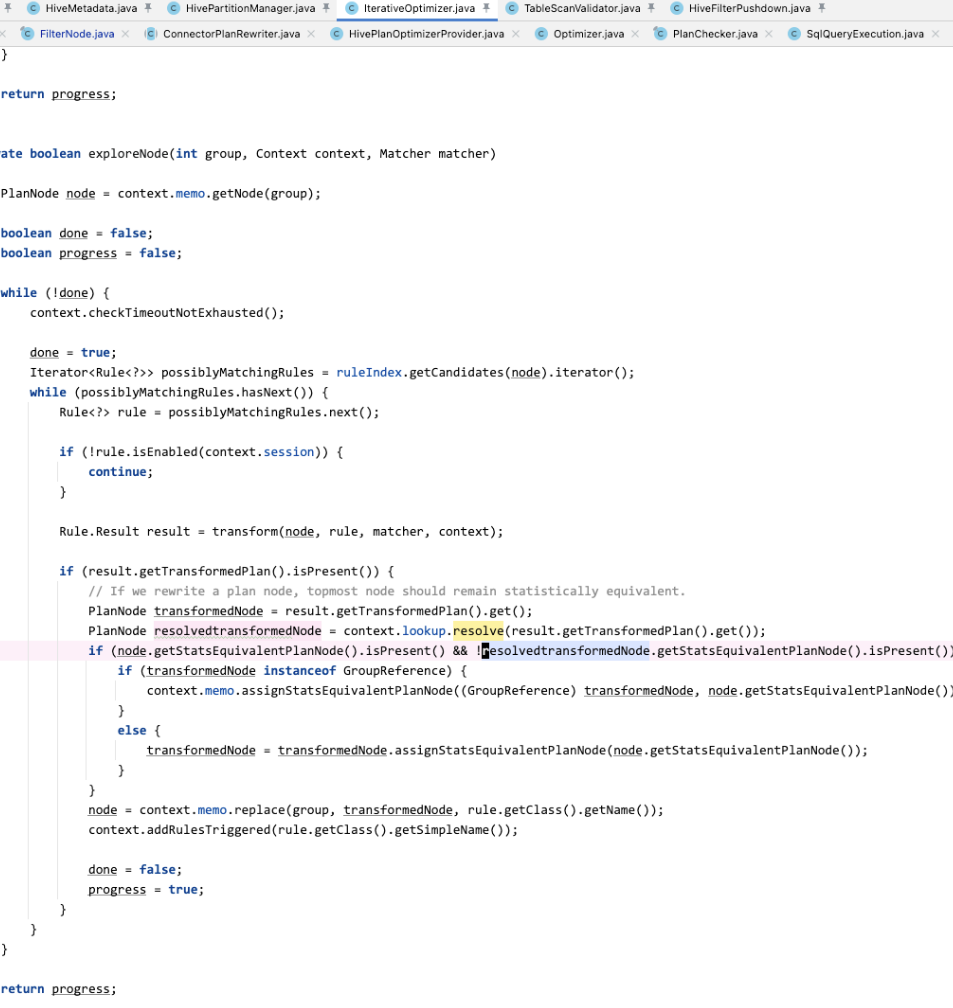 HiveMetadata.java HivePartitionManager.java IterativeOptimizer.java TableScanValidator.java HiveFilterPushdown.java
FilterNode.java ConnectorPlanRewriter.java HivePlanOptimizerProvider.java Optimizer.java PlanChecker.java SqlQueryExecution.java
}
return progress;
ate boolean exploreNode(int group, Context context, Matcher matcher)
PlanNode node = context.memo.getNode(group);
boolean done = false;
boolean progress = false;
while (!done) {
context.checkTimeoutNotExhausted();
done = true;
Iterator<Rule<?>> possiblyMatchingRules = ruleIndex.getCandidates(node).iterator();
while (possiblyMatchingRules.hasNext()) {
Rule<?> rule = possiblyMatchingRules.next();
if (!rule.isEnabled(context.session)) {
continue;
}
Rule.Result result = transform(node, rule, matcher, context);
if (result.getTransformedPlan().isPresent()) {
// If we rewrite a plan node, topmost node should remain statistically equivalent.
PlanNode transformedNode = result.getTransformedPlan().get();
PlanNode resolvedtransformedNode = context.lookup.resolve(result.getTransformedPlan().get());
if (node.getStatsEquivalentPlanNode().isPresent() && !resolvedtransformedNode.getStatsEquivalentPlanNode().isPresent())
if (transformedNode instanceof GroupReference) {
context.memo.assignStatsEquivalentPlanNode((GroupReference) transformedNode, node.getStatsEquivalentPlanNode())
}
else {
transformedNode = transformedNode.assignStatsEquivalentPlanNode(node.getStatsEquivalentPlanNode());
}
}
node = context.memo.replace(group, transformedNode, rule.getClass().getName());
context.addRulesTriggered(rule.getClass().getSimpleName());
done = false;
progress = true;
}
}
}
return progress;